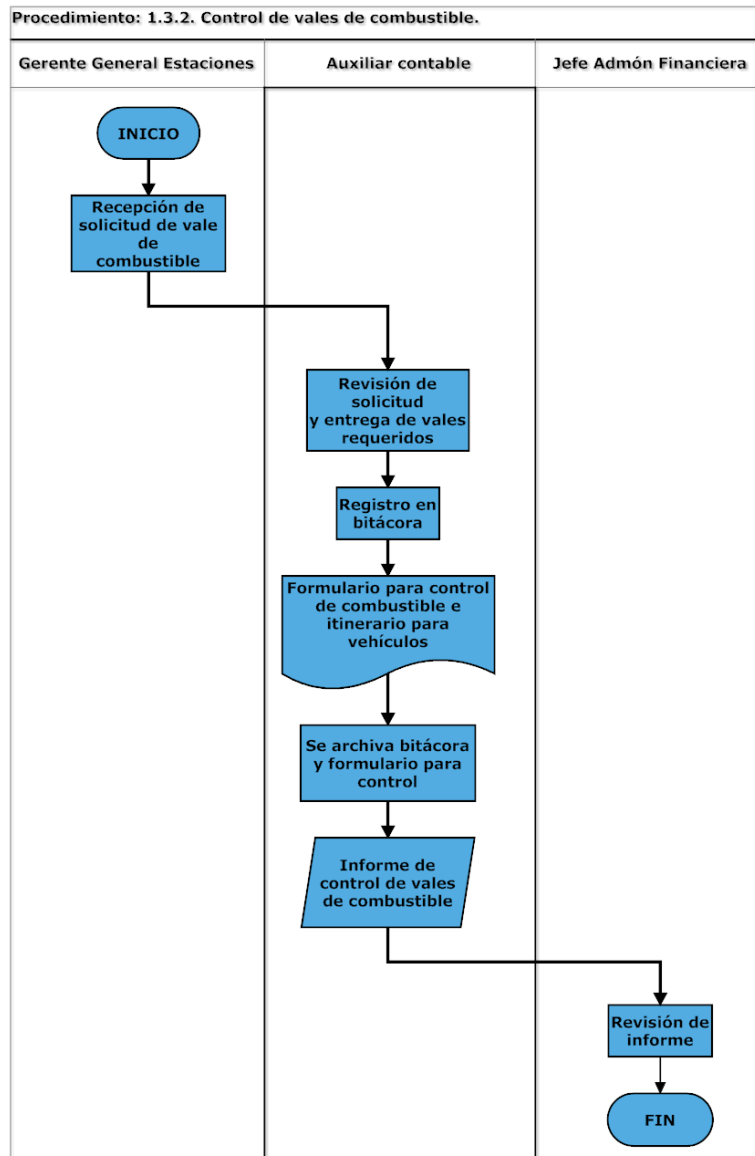 Procedimiento: 1.3.2. Control de vales de combustible.
Gerente General Estaciones
Auxiliar contable
Jefe Admón Financiera
INICIO
Recepción de
solicitud de vale
de
combustible
Revisión de
solicitud
y entrega de vales
requeridos
Registro en
bitácora
Formulario para control
de combustible e
itinerario para
vehículos
Se archiva bitácora
y formulario para
control
Informe de
control de vales
de combustible
Revisión de
informe
FIN